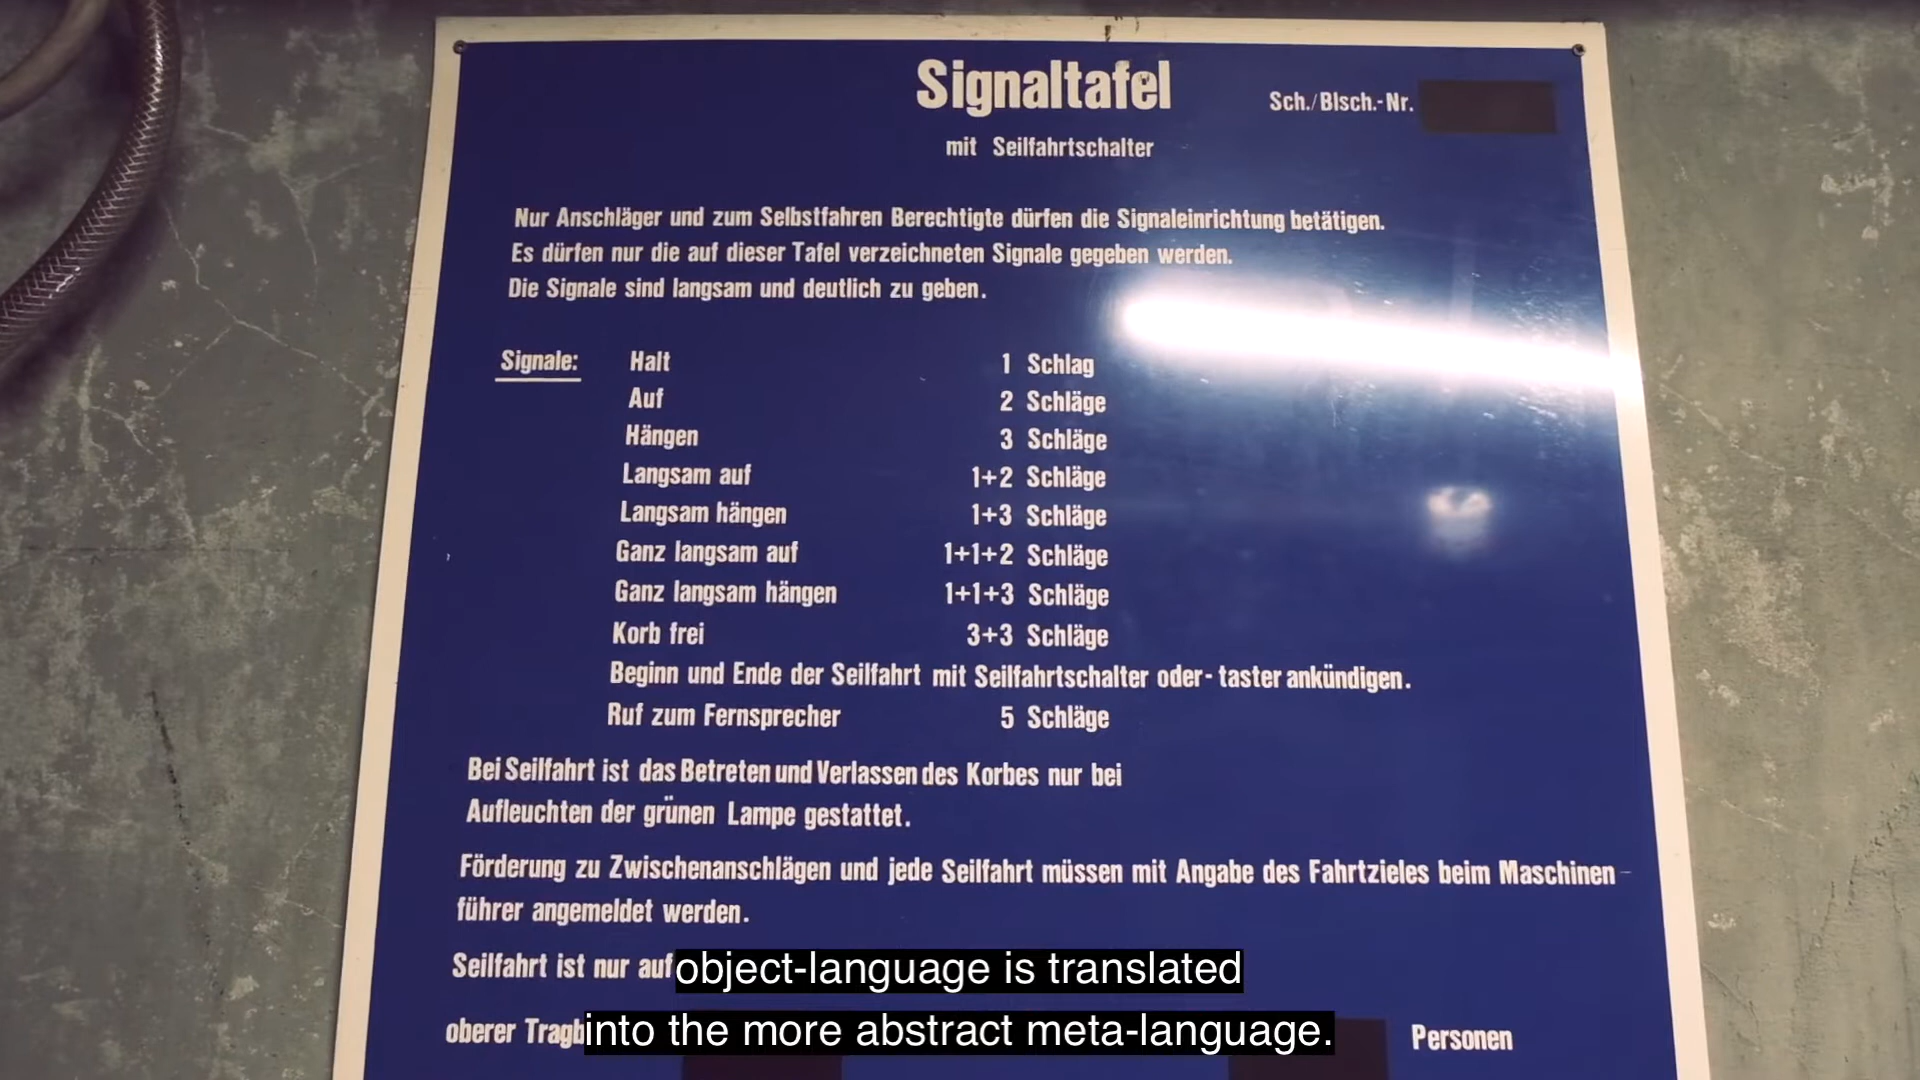 Signaltafel
Sch./Blsch.-Nr.
mit Seilfahrtschalter
Nur Anschläger und zum Selbstfahren Berechtigte dürfen die Signaleinrichtung betätigen.
Es dürfen nur die auf dieser Tafel verzeichneten Signale gegeben werden.
Die Signale sind langsam und deutlich zu geben.
Signale: Halt 1 Schlag
Auf 2 Schläge
Hängen 3 Schläge
Langsam auf 1+2 Schläge
Langsam hängen 1+3 Schläge
Ganz langsam auf 1+1+2 Schläge
Ganz langsam hängen 1+1+3 Schläge
Korb frei 3+3 Schläge
Beginn und Ende der Seilfahrt mit Seilfahrtschalter oder-taster ankündigen.
Ruf zum Fernsprecher 5 Schläge
Bei Seilfahrt ist das Betreten und Verlassen des Korbes nur bei
Aufleuchten der grünen Lampe gestattet.
Förderung zu Zwischenanschlägen und jede Seilfahrt müssen mit Angabe des Fahrtzieles beim Maschinen-
führer angemeldet werden.
Seilfahrt ist nur auf
object-language is translated
oberer Personen
into the more abstract meta-language.